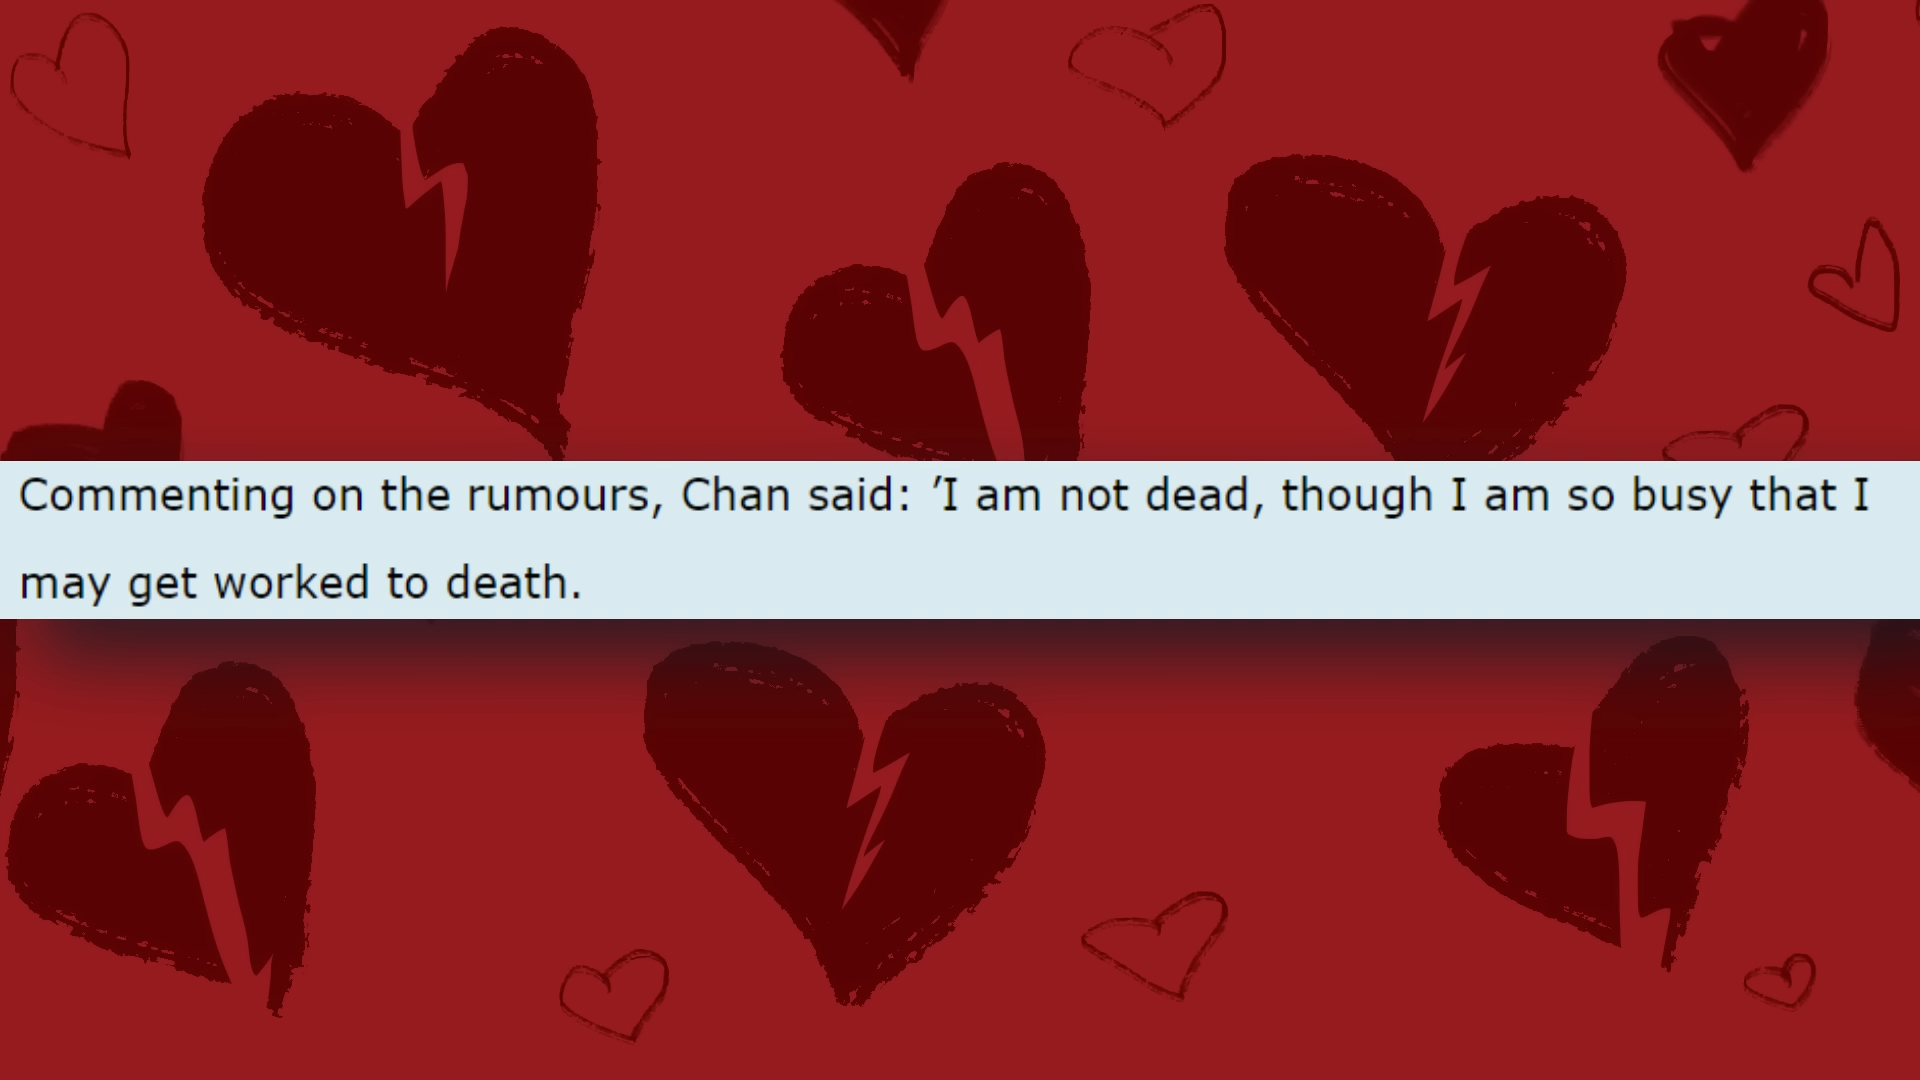 Commenting on the rumours, Chan said: ’I am not dead, though I am so busy that I
may get worked to death.